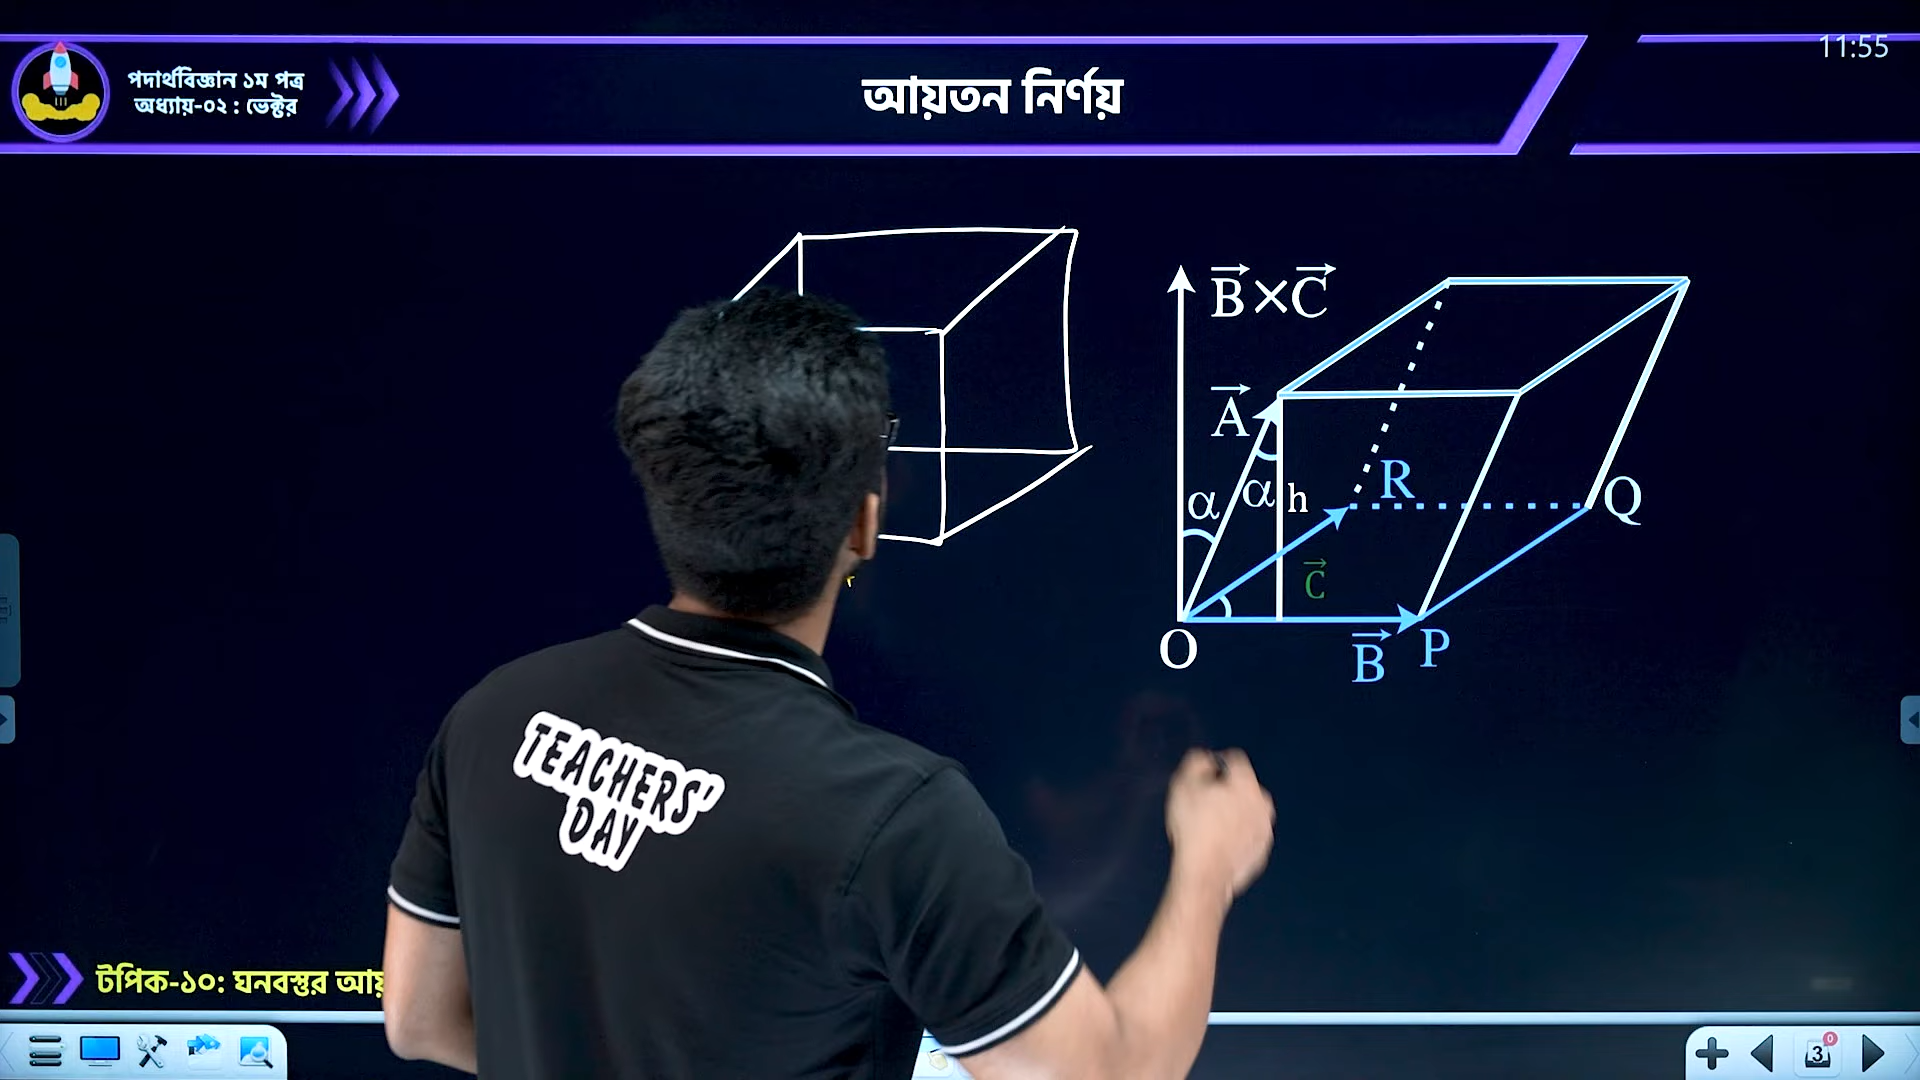 11:55
পদার্থবিজ্ঞান ১ম পত্র
অধ্যায়-০২ : ভেক্টর
আয়তন নির্ণয়
B⃗×C⃗
A⃗
α
α
h
R
Q
C⃗
O
B⃗
P
TEACHERS'
DAY
টপিক-১০: ঘনবস্তুর
3
0